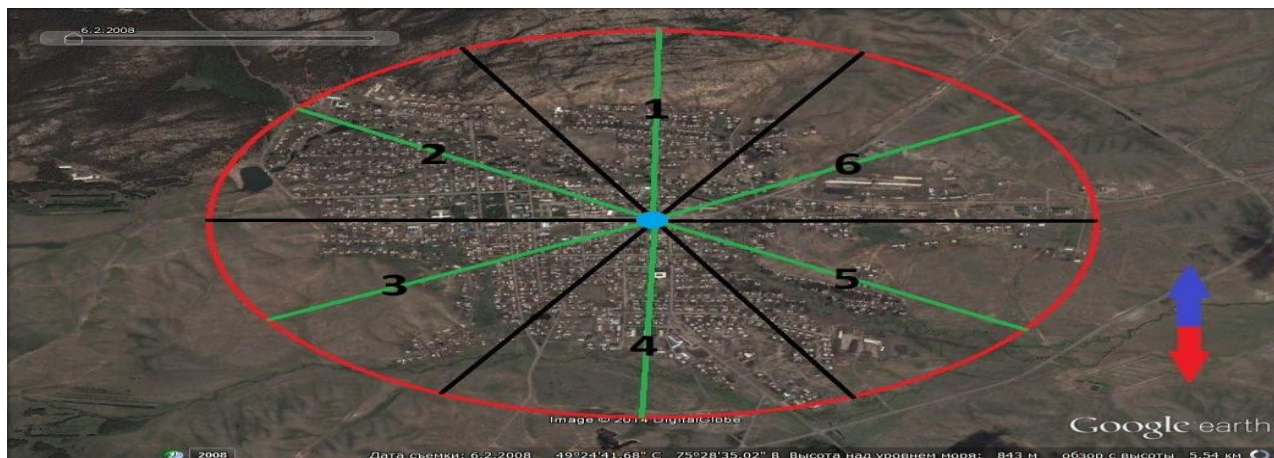 6.2.2008
1
2
6
3
5
4
Image © 2014 DigitalGlobe
Google earth
2008
Дата съемки: 6.2.2008 49°24'41.68" С 75°28'35.02" В Высота над уровнем моря: 843 м обзор с высоты 5.54 км